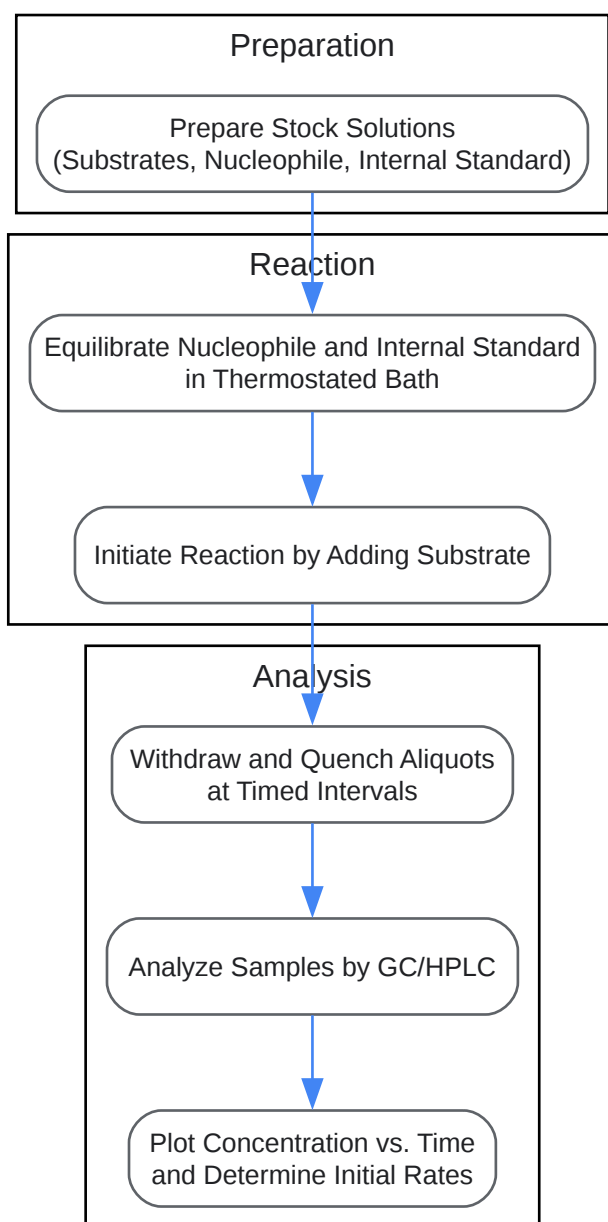 Preparation
Prepare Stock Solutions
(Substrates, Nucleophile, Internal Standard)
Reaction
Equilibrate Nucleophile and Internal Standard
in Thermostated Bath
Initiate Reaction by Adding Substrate
Analysis
Withdraw and Quench Aliquots
at Timed Intervals
Analyze Samples by GC/HPLC
Plot Concentration vs. Time
and Determine Initial Rates